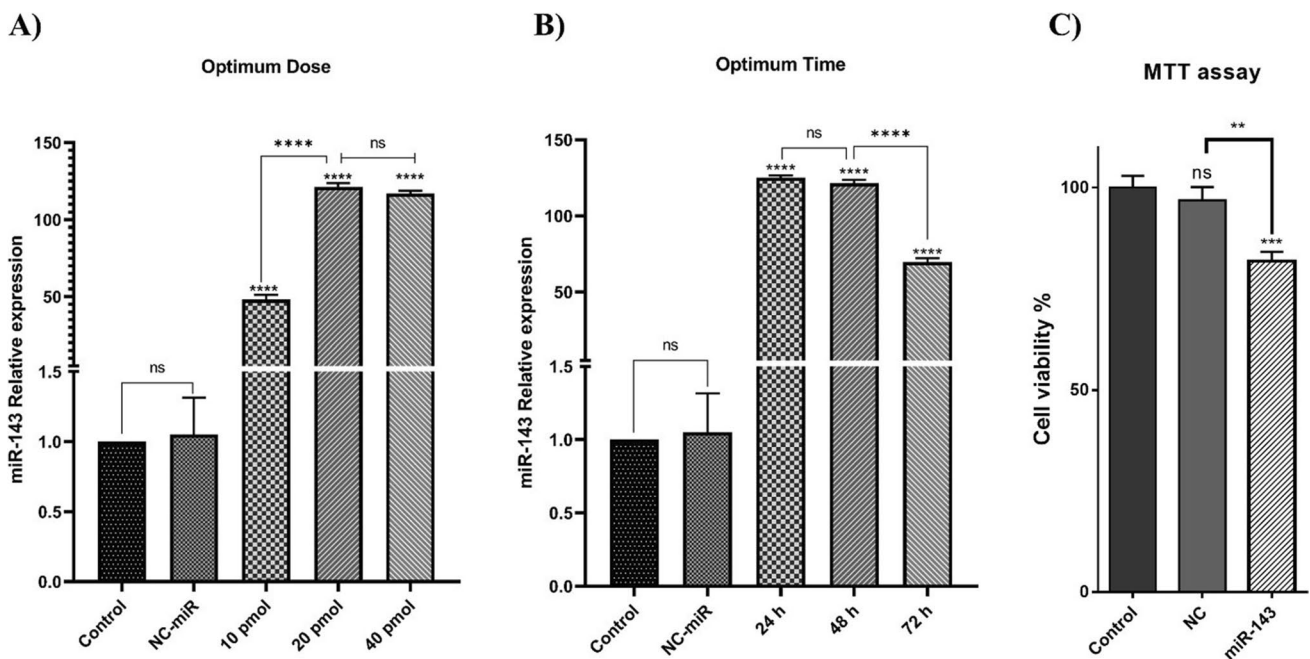 A)
Optimum Dose
miR-143 Relative expression
150
100
50
1.5
1.0
0.5
0.0
ns
****
ns
****
****
****
Control
NC-miR
10 pmol
20 pmol
40 pmol
B)
Optimum Time
miR-143 Relative expression
150
100
50
1.5
1.0
0.5
0.0
ns
ns
****
****
****
****
Control
NC-miR
24 h
48 h
72 h
C)
MTT assay
Cell viability %
100
50
0
**
ns
***
Control
NC
miR-143